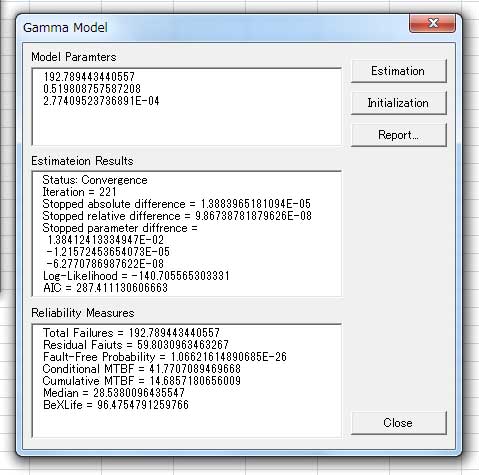 Gamma Model
Model Paramters
192.789443440557
0.519808757587208
2.77409523736891E-04
Estimation
Initialization
Report...
Estimateion Results
Status: Convergence
Iteration = 221
Stopped absolute difference = 1.3883965181094E-05
Stopped relative difference = 9.86738781879626E-08
Stopped parameter diffrence =
1.38412413334947E-02
-1.21572453654073E-05
-6.2770786987622E-08
Log-Likelihood = -140.705565303331
AIC = 287.411130606663
Reliability Measures
Total Failures = 192.789443440557
Residual Faiuts = 59.8030963463267
Fault-Free Probability = 1.06621614890685E-26
Conditional MTBF = 41.7707089469668
Cumulative MTBF = 14.6857180656009
Median = 28.5380096435547
BeXLife = 96.4754791259766
Close